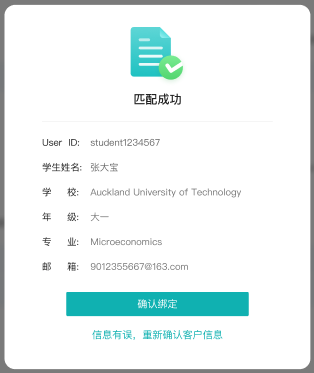 匹配成功
User ID: student1234567
学生姓名: 张大宝
学 校: Auckland University of Technology
年 级: 大一
专 业: Microeconomics
邮 箱: 9012355667@163.com
确认绑定
信息有误，重新确认客户信息